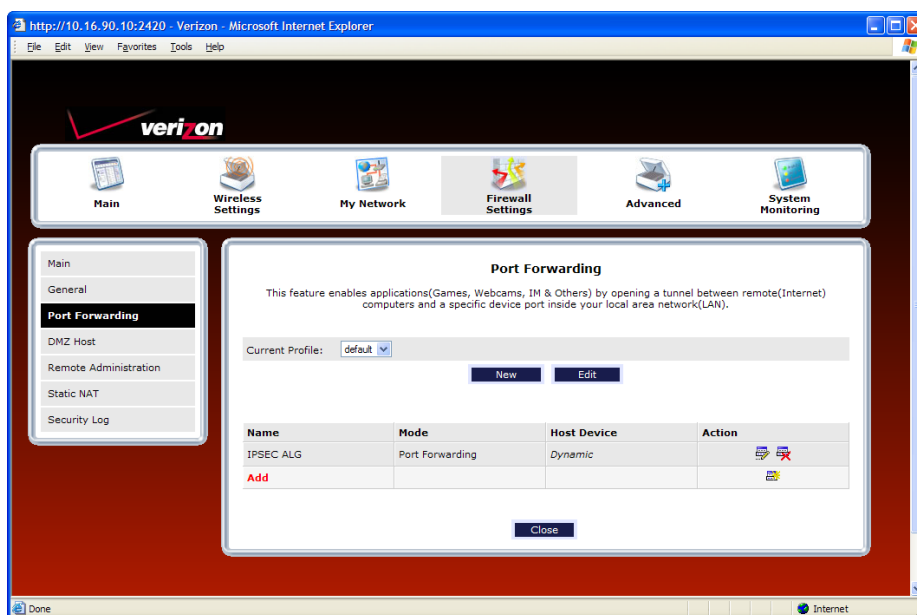 http://10.16.90.10:2420 - Verizon - Microsoft Internet Explorer
File Edit View Favorites Tools Help
verizon
Main
Wireless Settings
My Network
Firewall Settings
Advanced
System Monitoring
Main
General
Port Forwarding
DMZ Host
Remote Administration
Static NAT
Security Log
Port Forwarding
This feature enables applications(Games, Webcams, IM & Others) by opening a tunnel between remote(Internet)
computers and a specific device port inside your local area network(LAN).
Current Profile: default
New Edit
Name Mode Host Device Action
IPSEC ALG Port Forwarding Dynamic
Add
Close
Done Internet